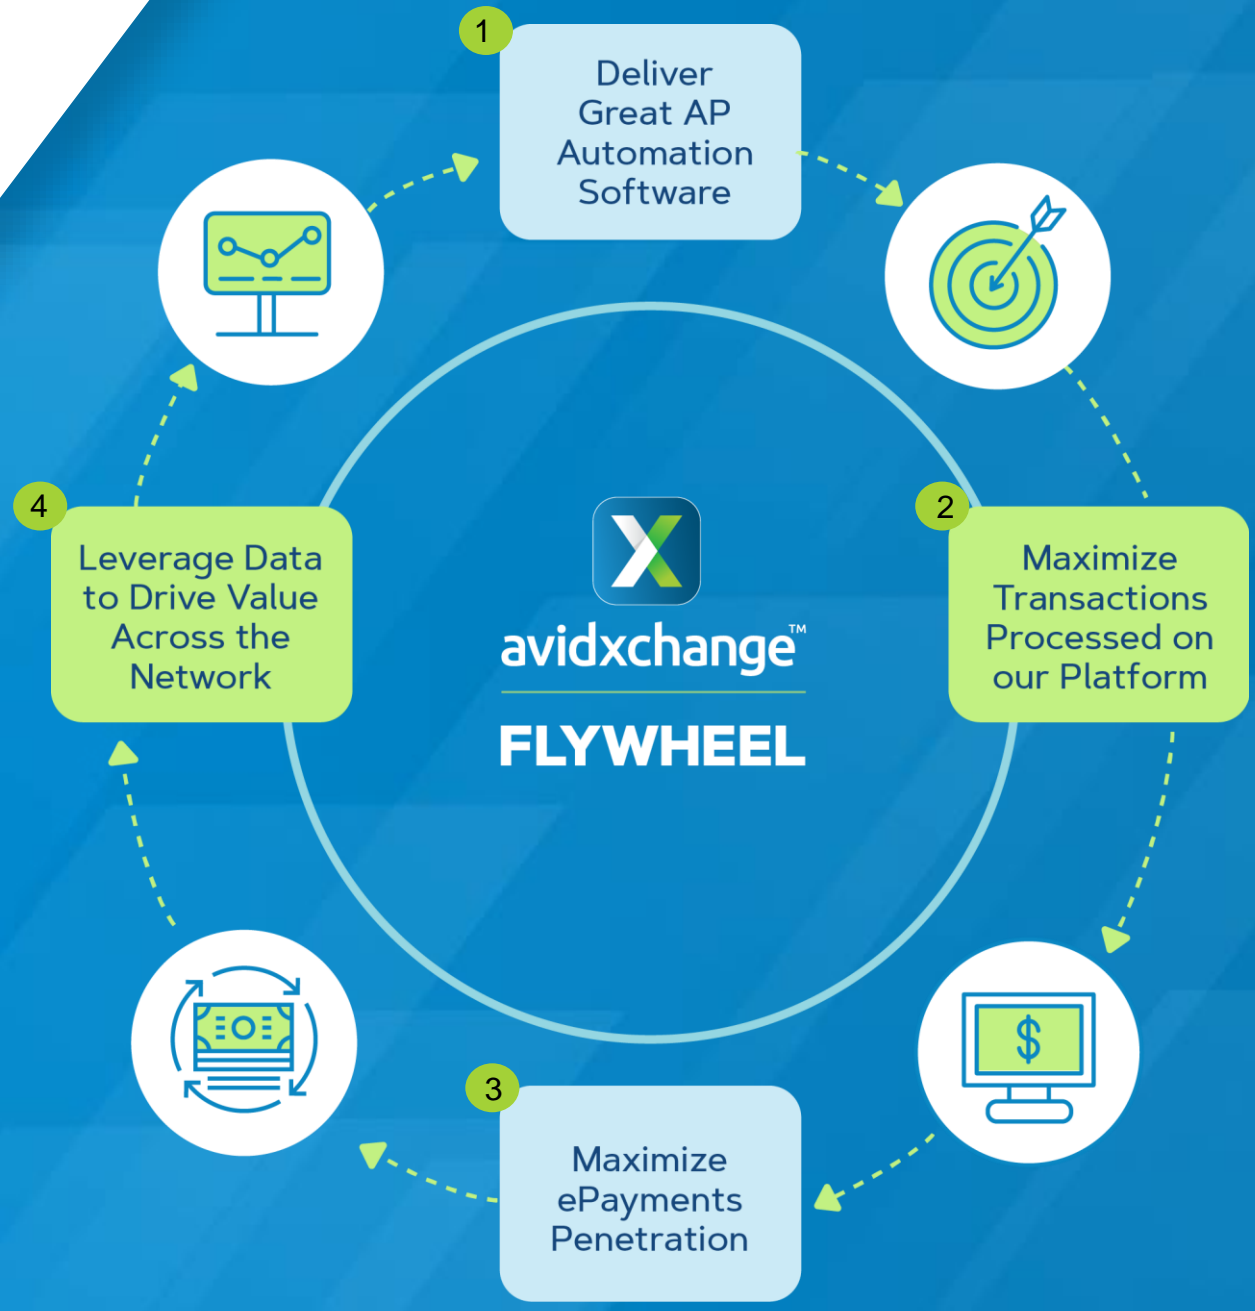 1
Deliver
Great AP
Automation
Software
2
Maximize
Transactions
Processed on
our Platform
3
Maximize
ePayments
Penetration
4
Leverage Data
to Drive Value
Across the
Network
avidxchange™
FLYWHEEL
$